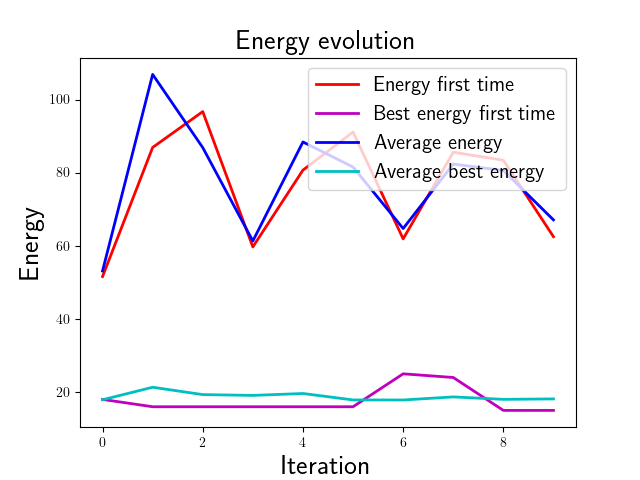 Energy evolution
Energy first time
Best energy first time
Average energy
Average best energy
Energy
100
80
60
40
20
0
2
4
6
8
Iteration